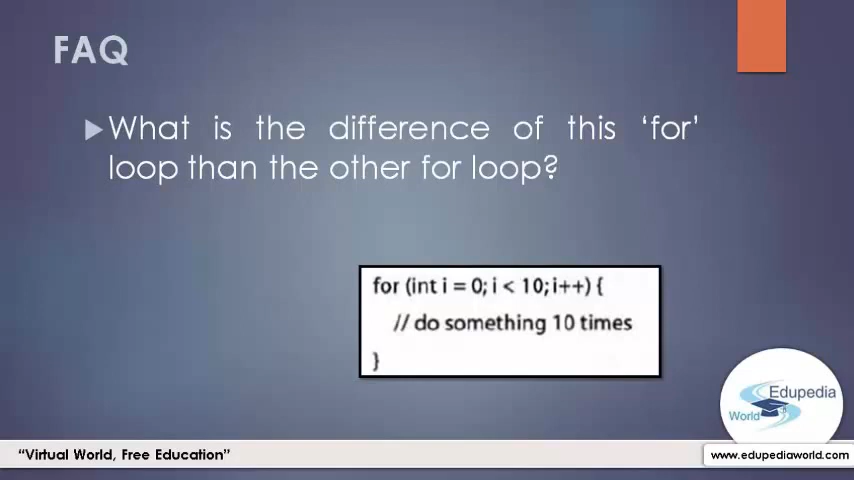 FAQ
What is the difference of this ‘for’
loop than the other for loop?
for (int i = 0; i < 10; i++) {
// do something 10 times
}
Edupedia
World
“Virtual World, Free Education”
www.edupediaworld.com